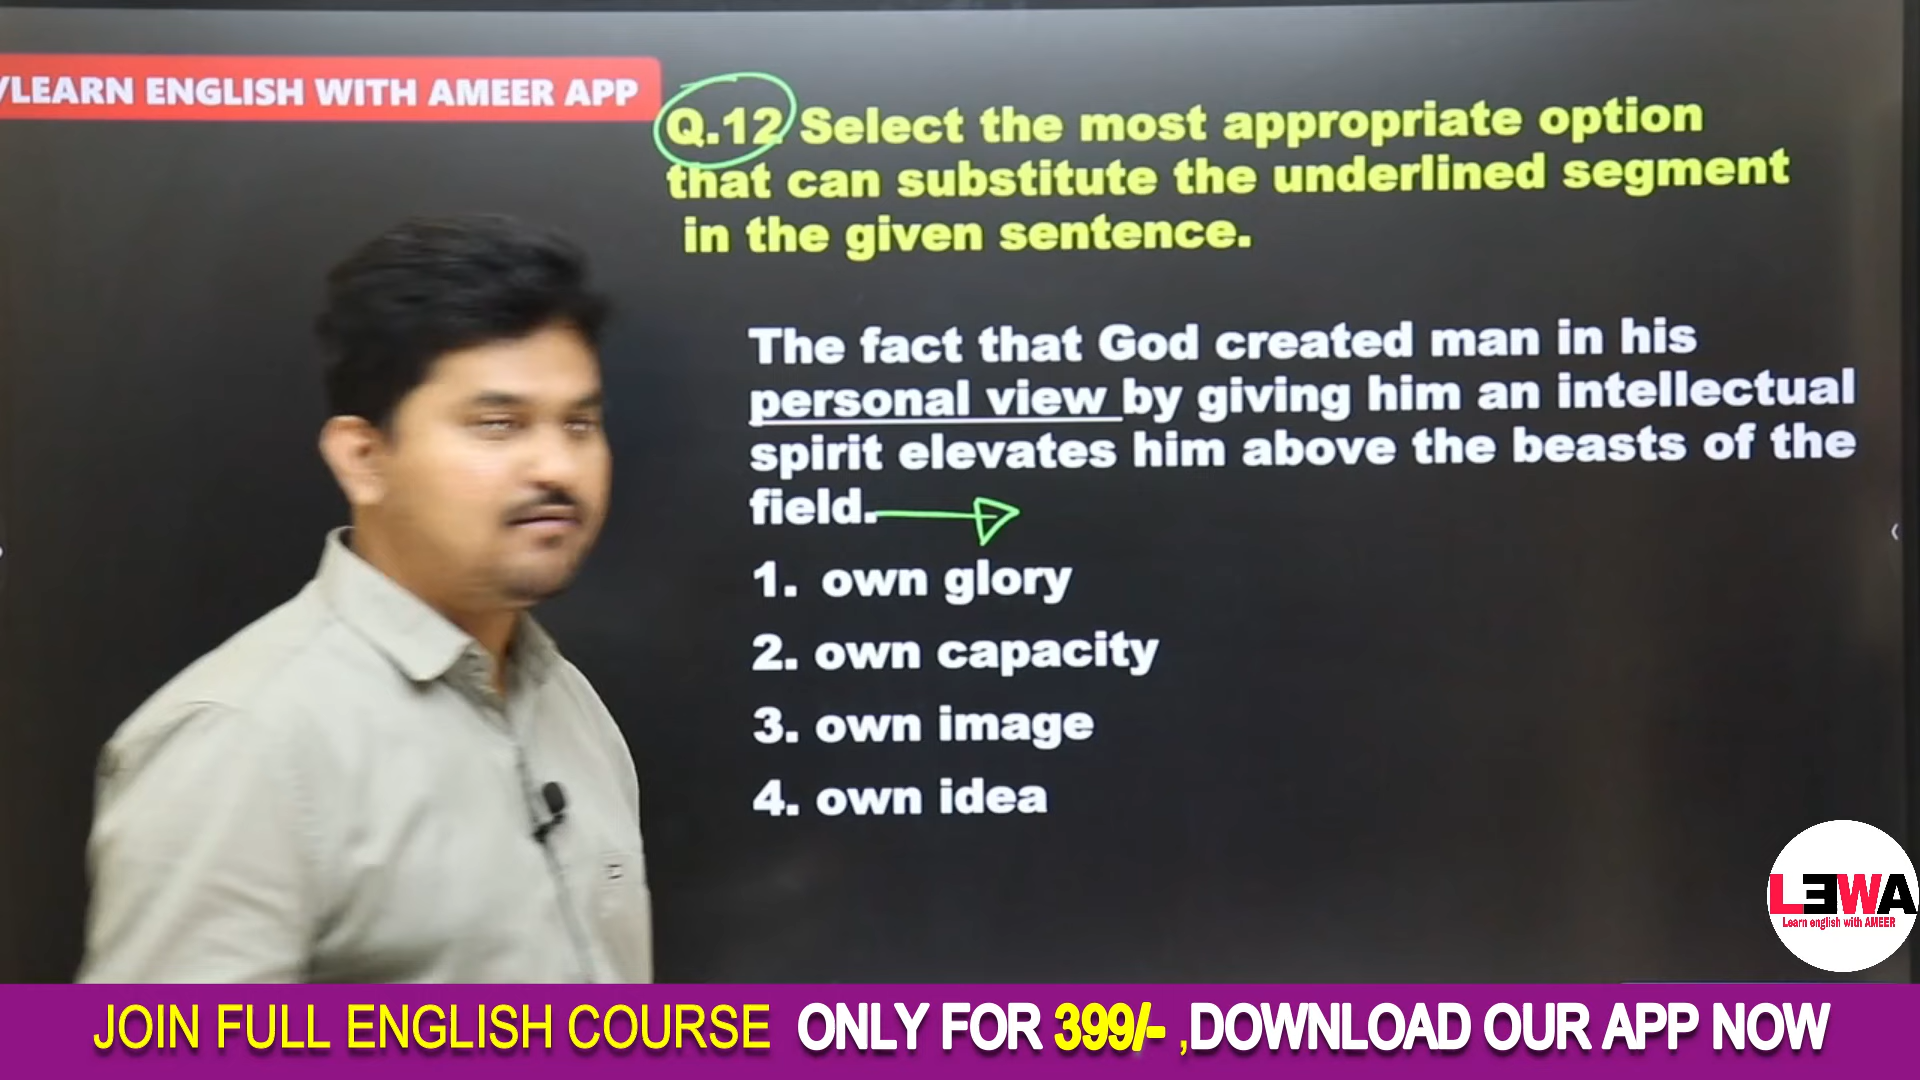 /LEARN ENGLISH WITH AMEER APP
Q.12 Select the most appropriate option
that can substitute the underlined segment
in the given sentence.
The fact that God created man in his
personal view by giving him an intellectual
spirit elevates him above the beasts of the
field.
1. own glory
2. own capacity
3. own image
4. own idea
LEWA
Learn english with AMEER
JOIN FULL ENGLISH COURSE ONLY FOR 399/- ,DOWNLOAD OUR APP NOW